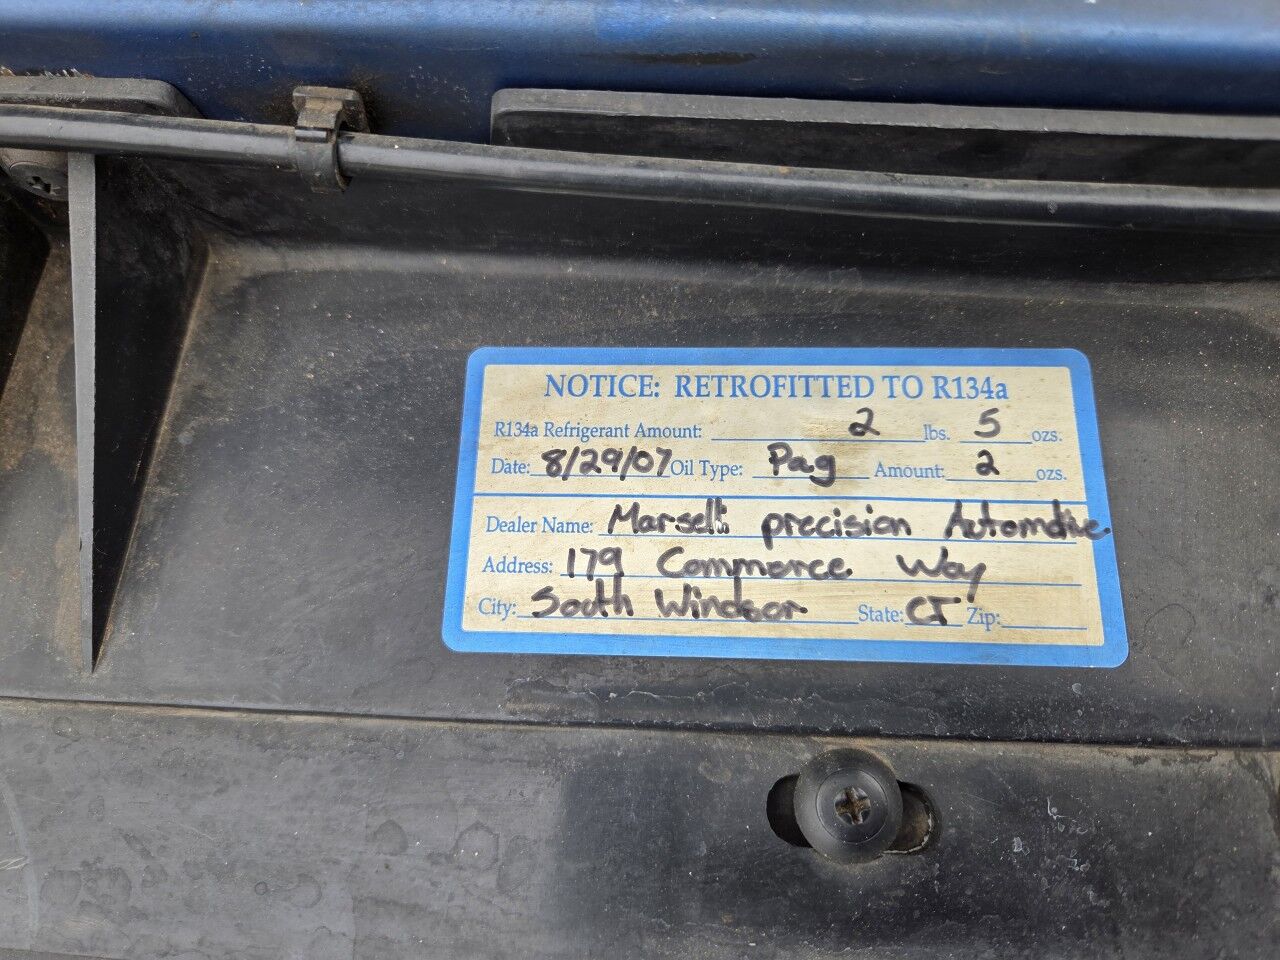 NOTICE: RETROFITTED TO R134a
R134a Refrigerant Amount: 2 lbs. 5 ozs.
Date: 8/29/07 Oil Type: Pag Amount: 2 ozs.
Dealer Name: precision Automotive
Address: 179 Commerce Way
City: South Windsor State: CT Zip: